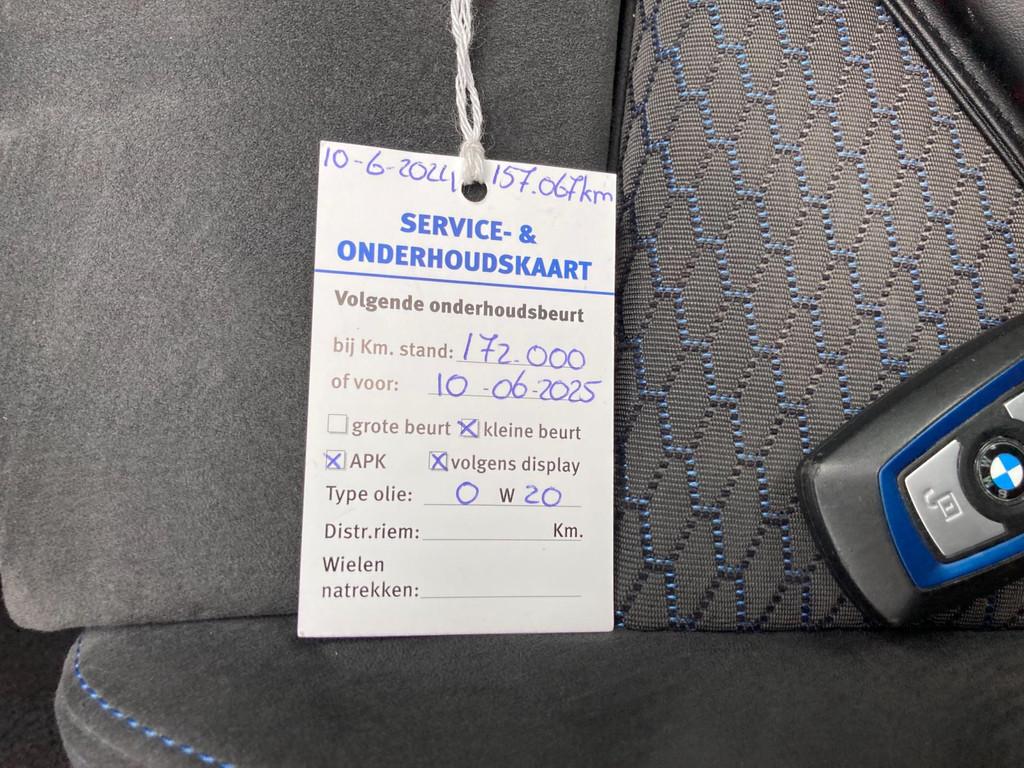 10-6-2024 157.067km
SERVICE- &
ONDERHOUDSKAART
Volgende onderhoudsbeurt
bij Km. stand: 172.000
of voor: 10-06-2025
grote beurt kleine beurt
APK volgens display
Type olie: 0 W 20
Distr.riem: Km.
Wielen
natrekken:
BMW